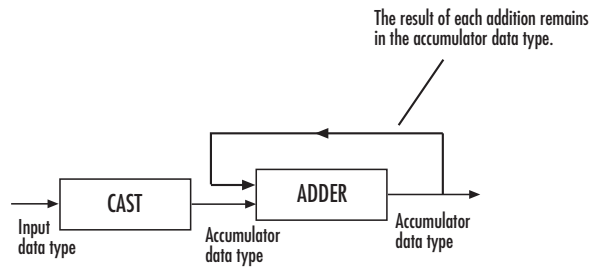 The result of each addition remains
in the accumulator data type.
CAST
ADDER
Input
data type
Accumulator
data type
Accumulator
data type